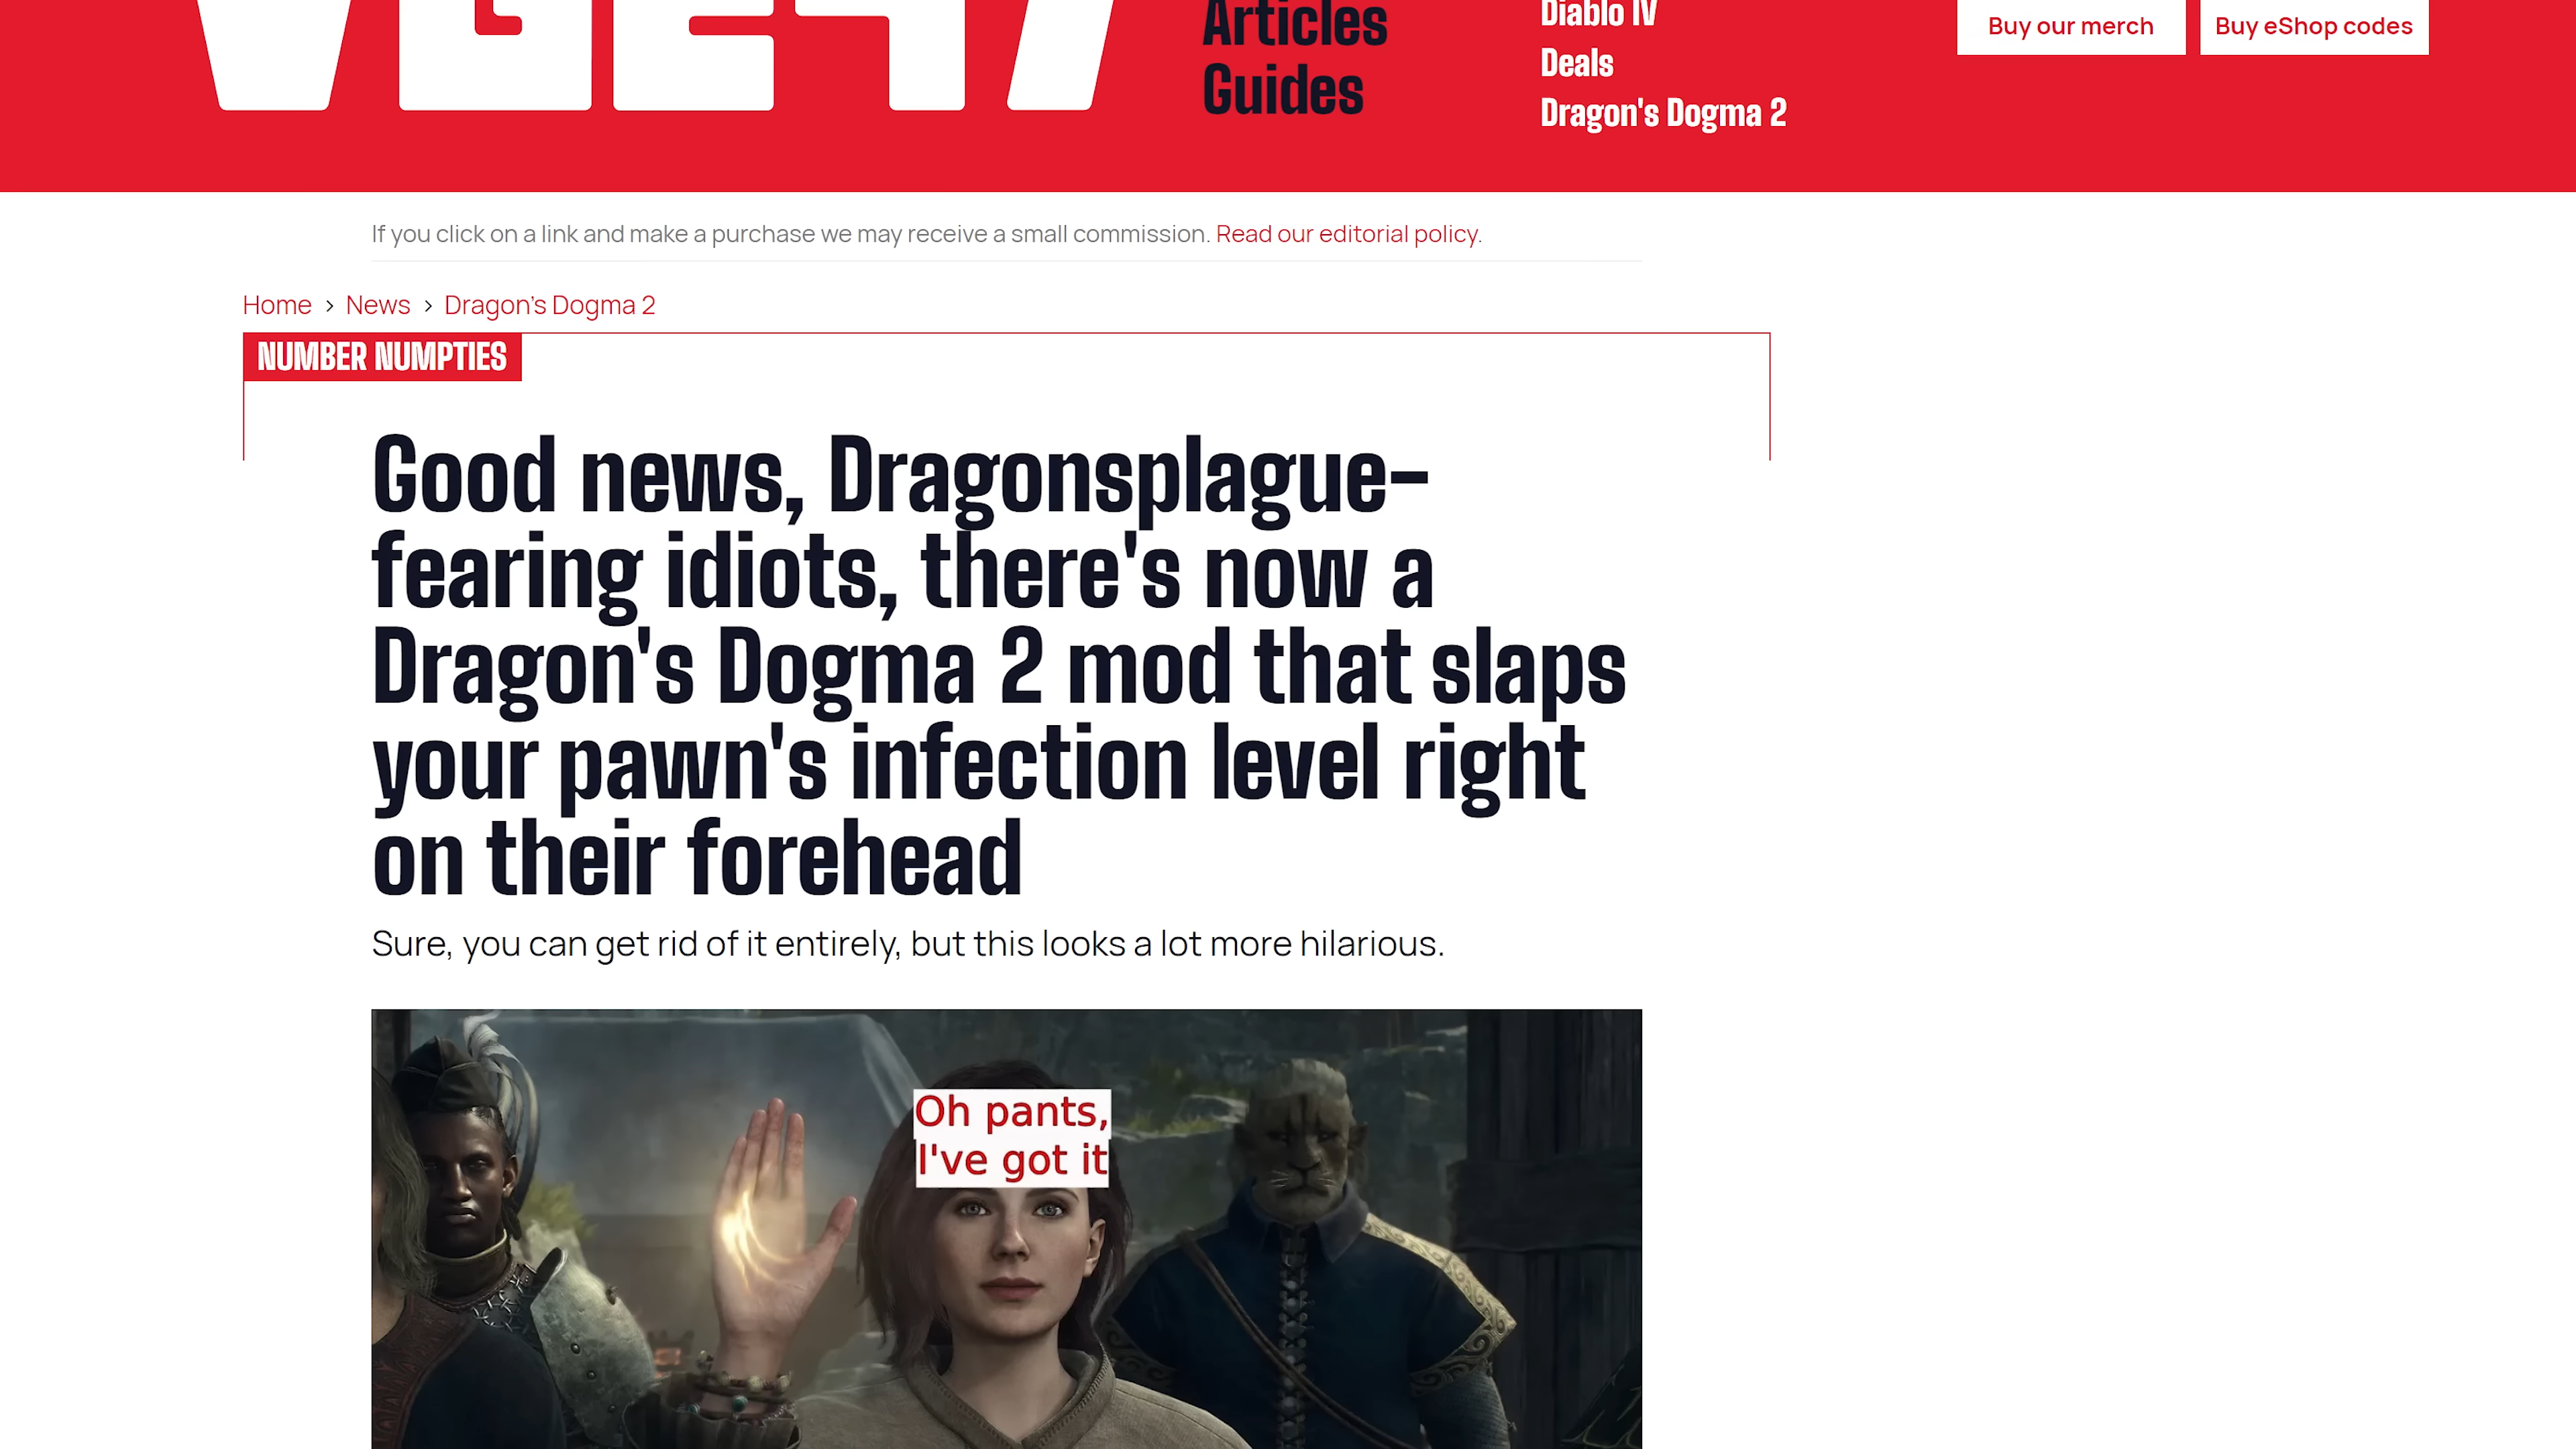 VG247
Articles
Guides
Diablo IV
Deals
Dragon's Dogma 2
Buy our merch
Buy eShop codes
If you click on a link and make a purchase we may receive a small commission. Read our editorial policy.
Home > News > Dragon's Dogma 2
NUMBER NUMPTIES
Good news, Dragonsplague-
fearing idiots, there's now a
Dragon's Dogma 2 mod that slaps
your pawn's infection level right
on their forehead
Sure, you can get rid of it entirely, but this looks a lot more hilarious.
Oh pants,
I've got it